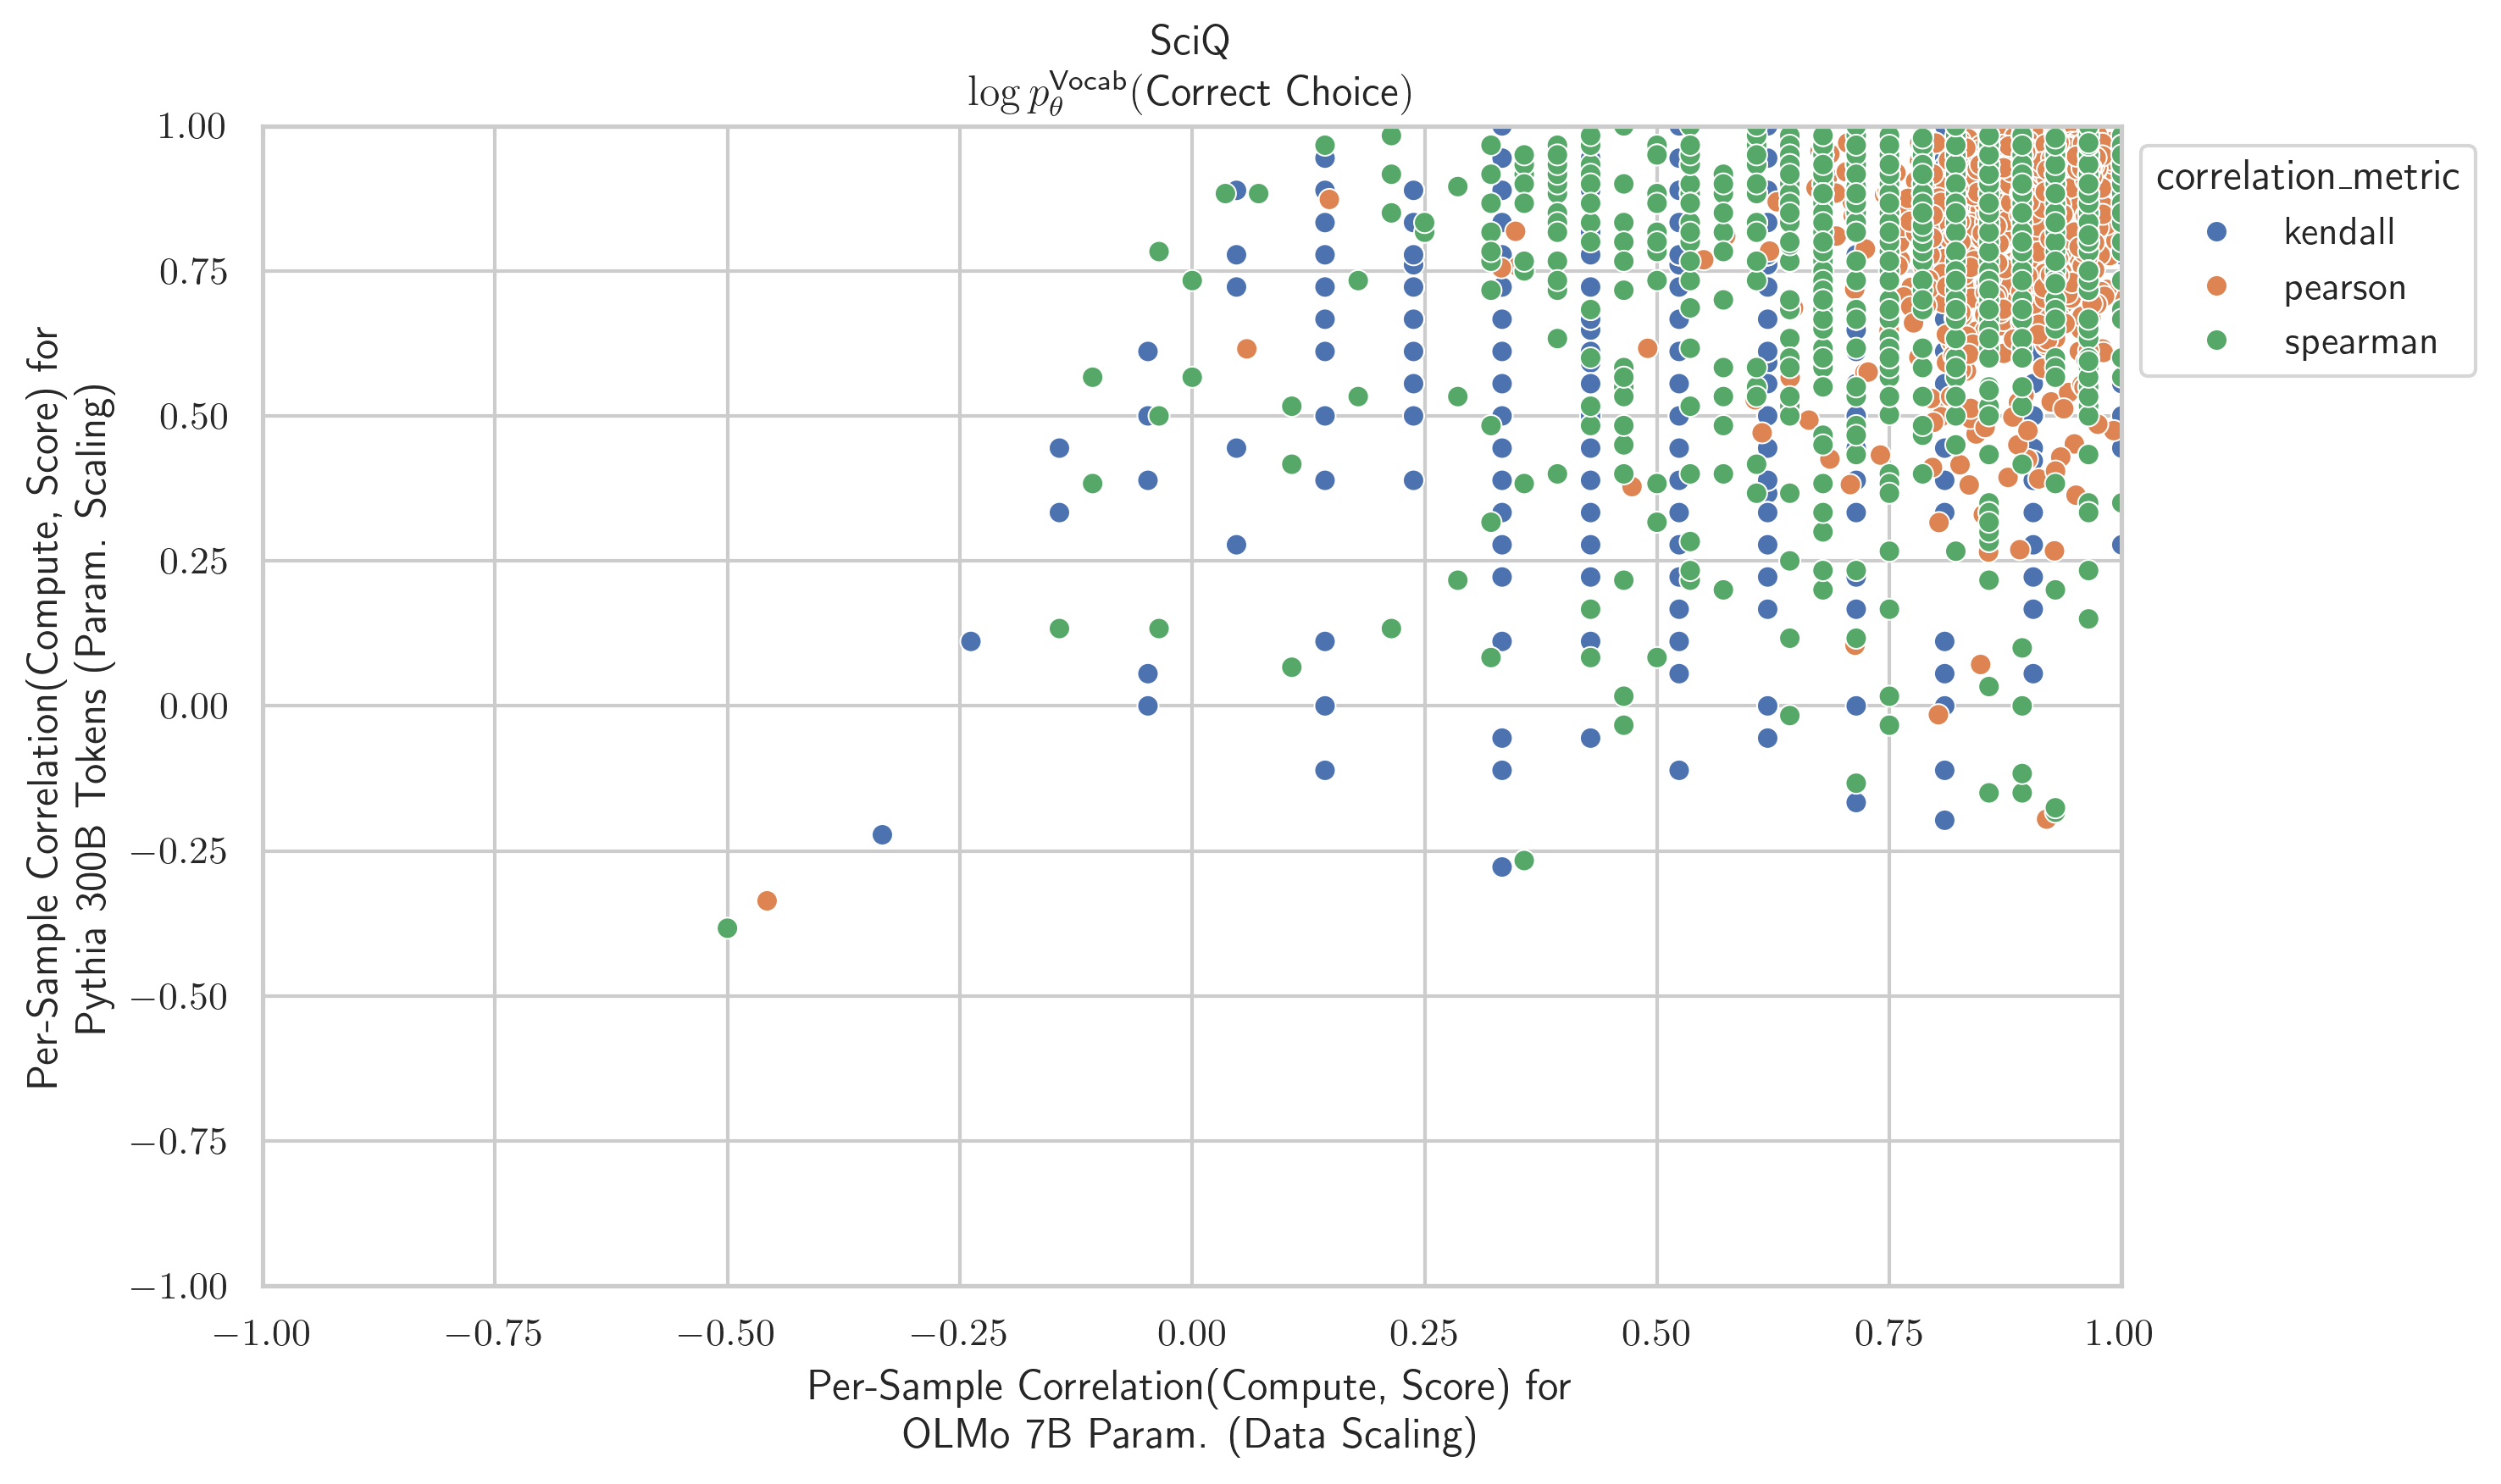 SciQ
log p_θ^Vocab(Correct Choice)
Per-Sample Correlation(Compute, Score) for
Pythia 300B Tokens (Param. Scaling)
1.00
0.75
0.50
0.25
0.00
−0.25
−0.50
−0.75
−1.00
−1.00 −0.75 −0.50 −0.25 0.00 0.25 0.50 0.75 1.00
Per-Sample Correlation(Compute, Score) for
OLMo 7B Param. (Data Scaling)
correlation_metric
kendall
pearson
spearman